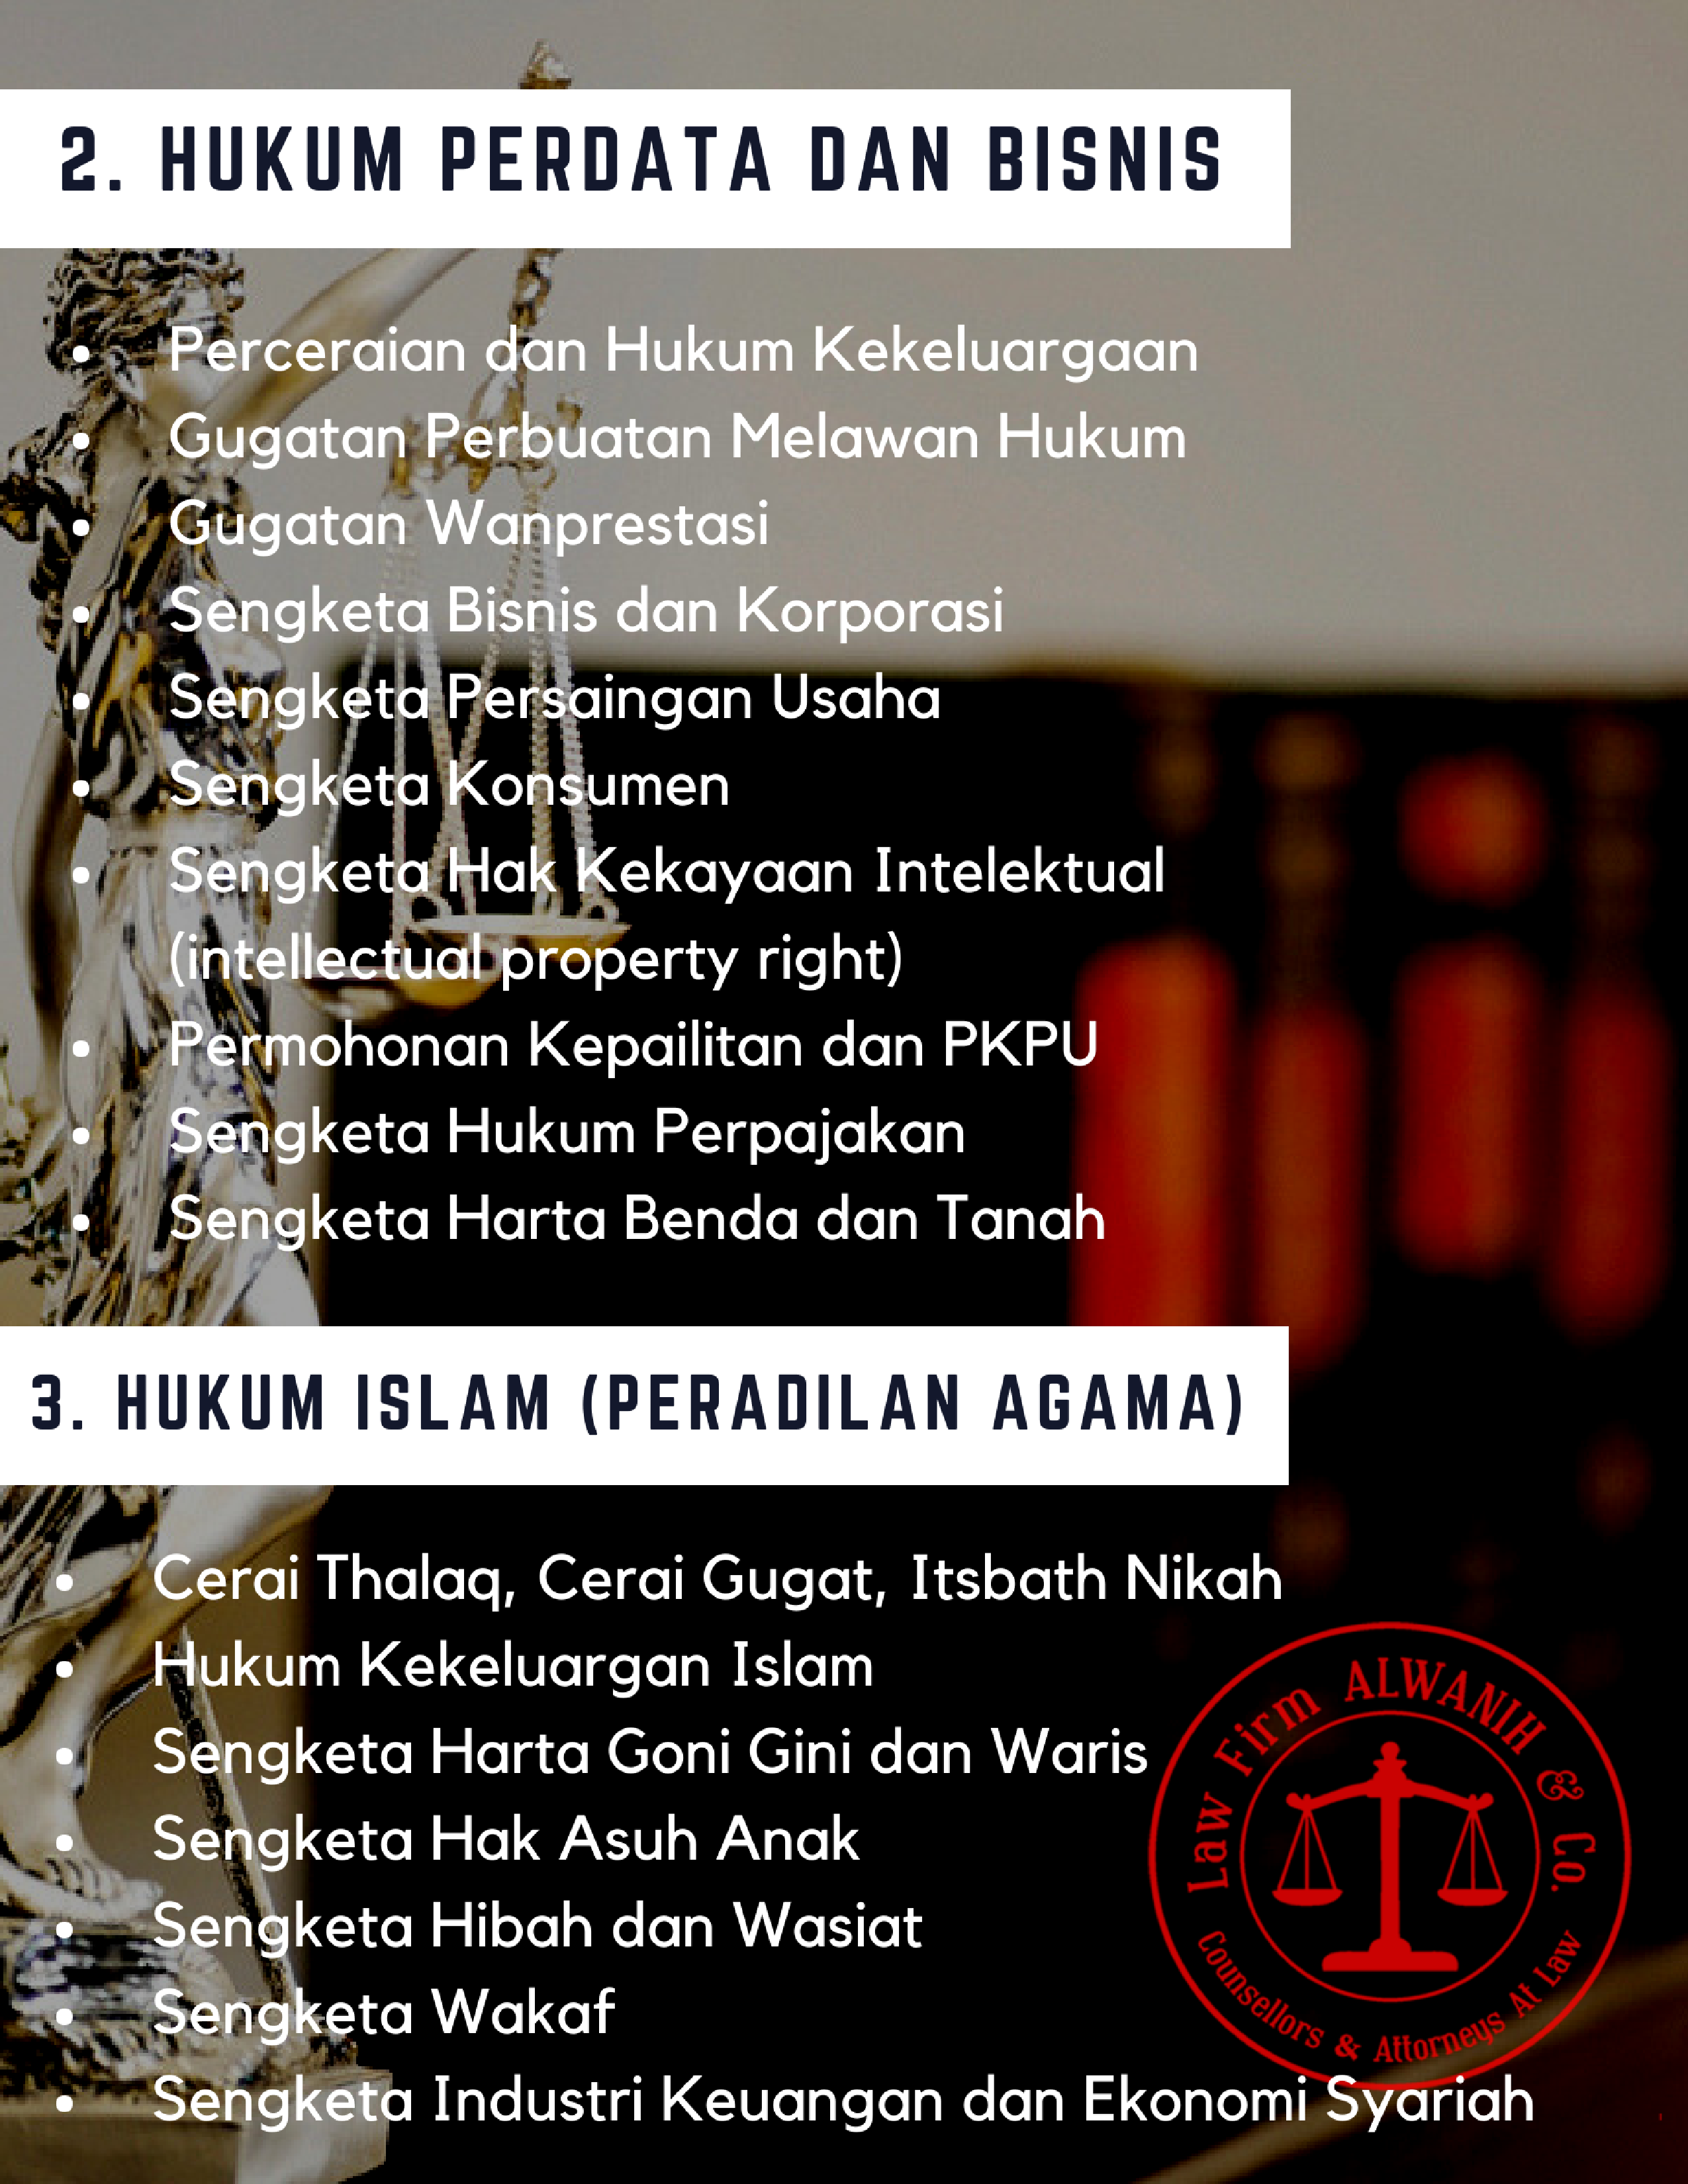 2. HUKUM PERDATA DAN BISNIS
• Perceraian dan Hukum Kekeluargaan
• Gugatan Perbuatan Melawan Hukum
• Gugatan Wanprestasi
• Sengketa Bisnis dan Korporasi
• Sengketa Persaingan Usaha
• Sengketa Konsumen
• Sengketa Hak Kekayaan Intelektual
(intellectual property right)
• Permohonan Kepailitan dan PKPU
• Sengketa Hukum Perpajakan
• Sengketa Harta Benda dan Tanah
3. HUKUM ISLAM (PERADILAN AGAMA)
• Cerai Thalaq, Cerai Gugat, Itsbath Nikah
• Hukum Kekeluargan Islam
• Sengketa Harta Goni Gini dan Waris
• Sengketa Hak Asuh Anak
• Sengketa Hibah dan Wasiat
• Sengketa Wakaf
• Sengketa Industri Keuangan dan Ekonomi Syariah
Law Firm ALWANIH & Co.
Counsellors & Attorneys At Law